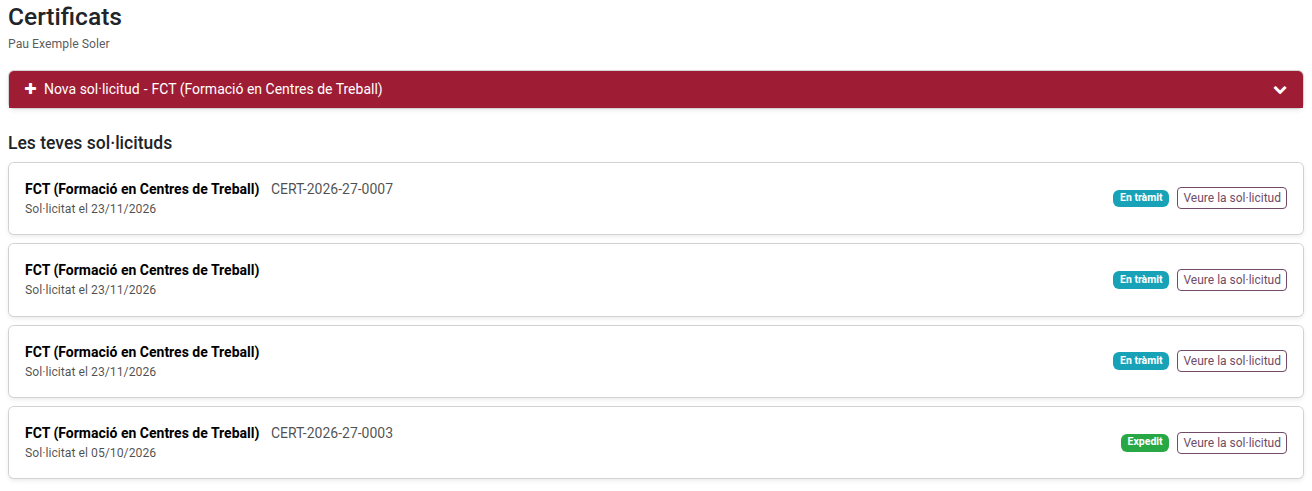 Certificats
Pau Exemple Soler
Nova sol·licitud - FCT (Formació en Centres de Treball)
Les teves sol·licituds
FCT (Formació en Centres de Treball) CERT-2026-27-0007
Sol·licitat el 23/11/2026
En tràmit Veure la sol·licitud
FCT (Formació en Centres de Treball)
Sol·licitat el 23/11/2026
En tràmit Veure la sol·licitud
FCT (Formació en Centres de Treball)
Sol·licitat el 23/11/2026
En tràmit Veure la sol·licitud
FCT (Formació en Centres de Treball) CERT-2026-27-0003
Sol·licitat el 05/10/2026
Expedit Veure la sol·licitud